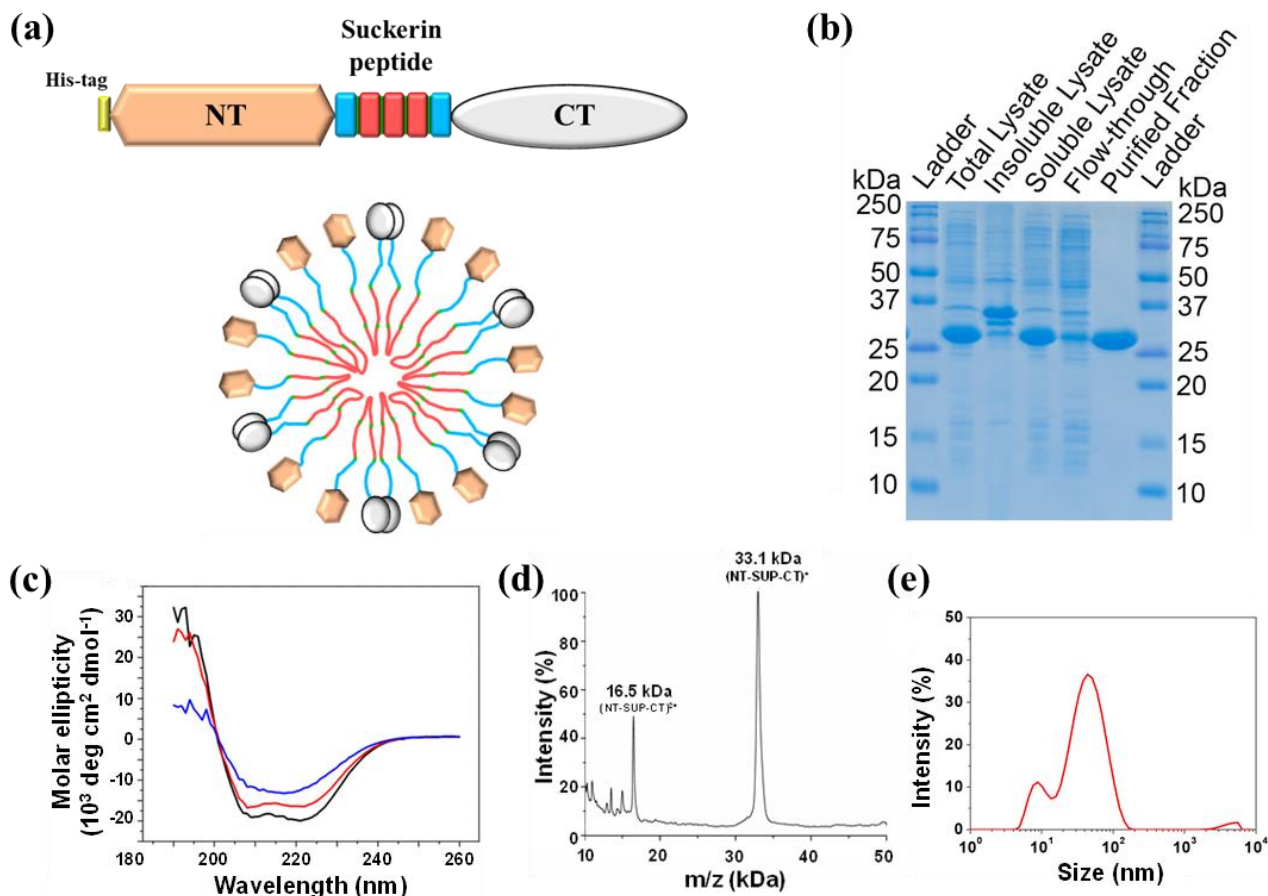 (a)
Suckerin
peptide
His-tag
NT
CT
(b)
Ladder
Total Lysate
Insoluble Lysate
Soluble Lysate
Flow-through
Purified Fraction
Ladder
kDa
250
75
50
37
25
20
15
10
kDa
250
75
50
37
25
20
15
10
(c)
Molar ellipticity
(10³ deg cm² dmol⁻¹)
30
20
10
0
-10
-20
180 200 220 240 260
Wavelength (nm)
(d)
33.1 kDa
(NT-SUP-CT)⁺
16.5 kDa
(NT-SUP-CT)²⁺
Intensity (%)
100
80
60
40
20
0
10 20 30 40 50
m/z (kDa)
(e)
Intensity (%)
50
40
30
20
10
0
10⁰ 10¹ 10² 10³ 10⁴
Size (nm)